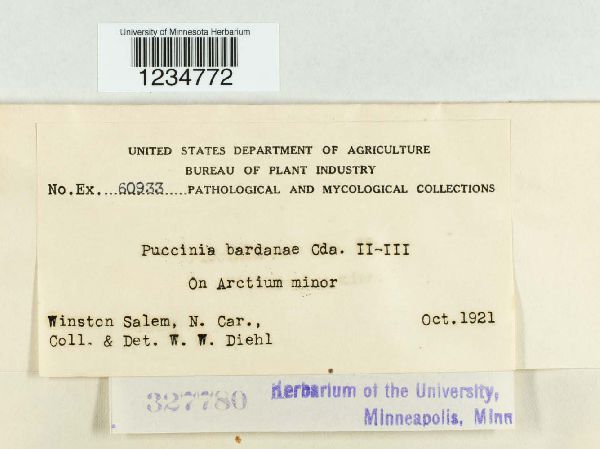 University of Minnesota Herbarium
1234772
UNITED STATES DEPARTMENT OF AGRICULTURE
BUREAU OF PLANT INDUSTRY
No. Ex. 60933 PATHOLOGICAL AND MYCOLOGICAL COLLECTIONS
Puccinia bardanae Cda. II-III
On Arctium minor
Winston Salem, N. Car., Oct.1921
Coll. & Det. W. W. Diehl
327780 Herbarium of the University,
Minneapolis, Minn